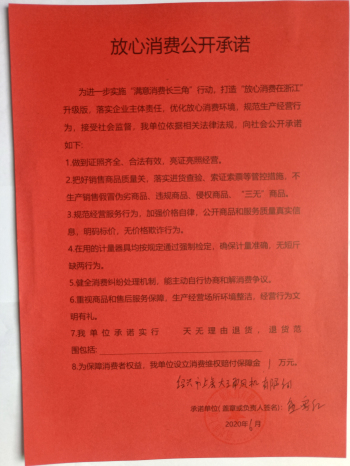 放心消费公开承诺
为进一步实施“满意消费长三角”行动，打造“放心消费在浙江”
升级版，落实企业主体责任，优化放心消费环境，规范生产经营行
为，接受社会监督，我单位依据相关法律法规，向社会公开承诺
如下：
1.做到证照齐全、合法有效，亮证亮照经营。
2.把好销售商品质量关，落实进货查验、索证索票等管控措施，不
生产销售假冒伪劣商品、违规商品、侵权商品、“三无”商品。
3.规范经营服务行为，加强价格自律，公开商品和服务质量真实信
息，明码标价，无价格欺诈行为。
4.在用的计量器具均按规定通过强制检定，确保计量准确，无短斤
缺两行为。
5.健全消费纠纷处理机制，能主动自行协商和解消费争议。
6.重视商品和售后服务保障，生产经营场所环境整洁，经营行为文
明有礼。
7.我单位承诺实行 天无理由退货，退货范
围包括:
8.为保障消费者权益，我单位设立消费维权赔付保障金 1 万元。
绍兴市上虞大 有限公司
承诺单位(盖章或负责人签名):
2020年 月